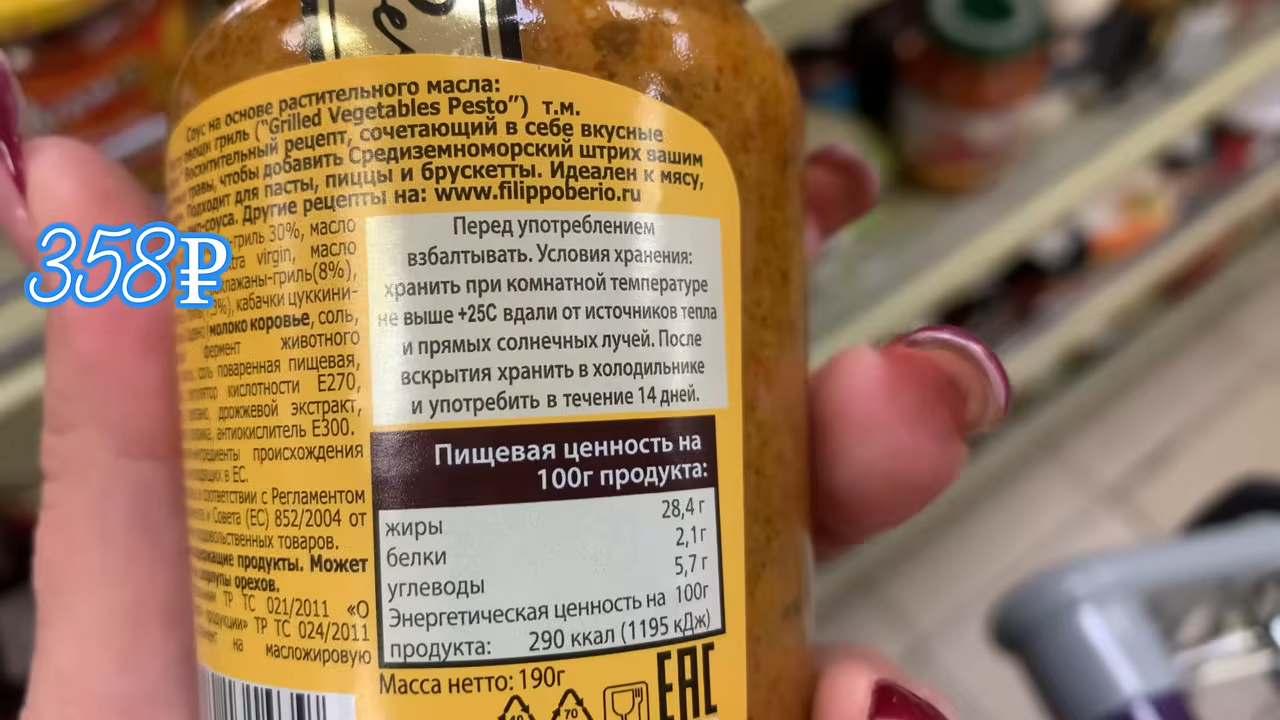 Соус на основе растительного масла:
овощи гриль ("Grilled Vegetables Pesto") т.м.
Восхитительный рецепт, сочетающий в себе вкусные
травы, чтобы добавить Средиземноморский штрих вашим
Подходит для пасты, пиццы и брускетты. Идеален к мясу,
соуса. Другие рецепты на: www.filippoberio.ru
358₽
гриль 30%, масло
virgin, масло
баклажаны-гриль(8%),
кабачки цуккини-
молоко коровье, соль,
фермент животного
соль поваренная пищевая,
кислотности Е270,
дрожжевой экстракт,
антиокислитель Е300.
происхождения
в ЕС.
в соответствии с Регламентом
и Совета (ЕС) 852/2004 от
продовольственных товаров.
продукты. Может
скорлупы орехов.
ТР ТС 021/2011 «О
продукции» ТР ТС 024/2011
на масложировую
Перед употреблением
взбалтывать. Условия хранения:
хранить при комнатной температуре
не выше +25С вдали от источников тепла
и прямых солнечных лучей. После
вскрытия хранить в холодильнике
и употребить в течение 14 дней.
Пищевая ценность на
100г продукта:
жиры 28,4 г
белки 2,1г
углеводы 5,7 г
Энергетическая ценность на 100г
продукта: 290 ккал (1195 кДж)
Масса нетто: 190г
70
ЕАС